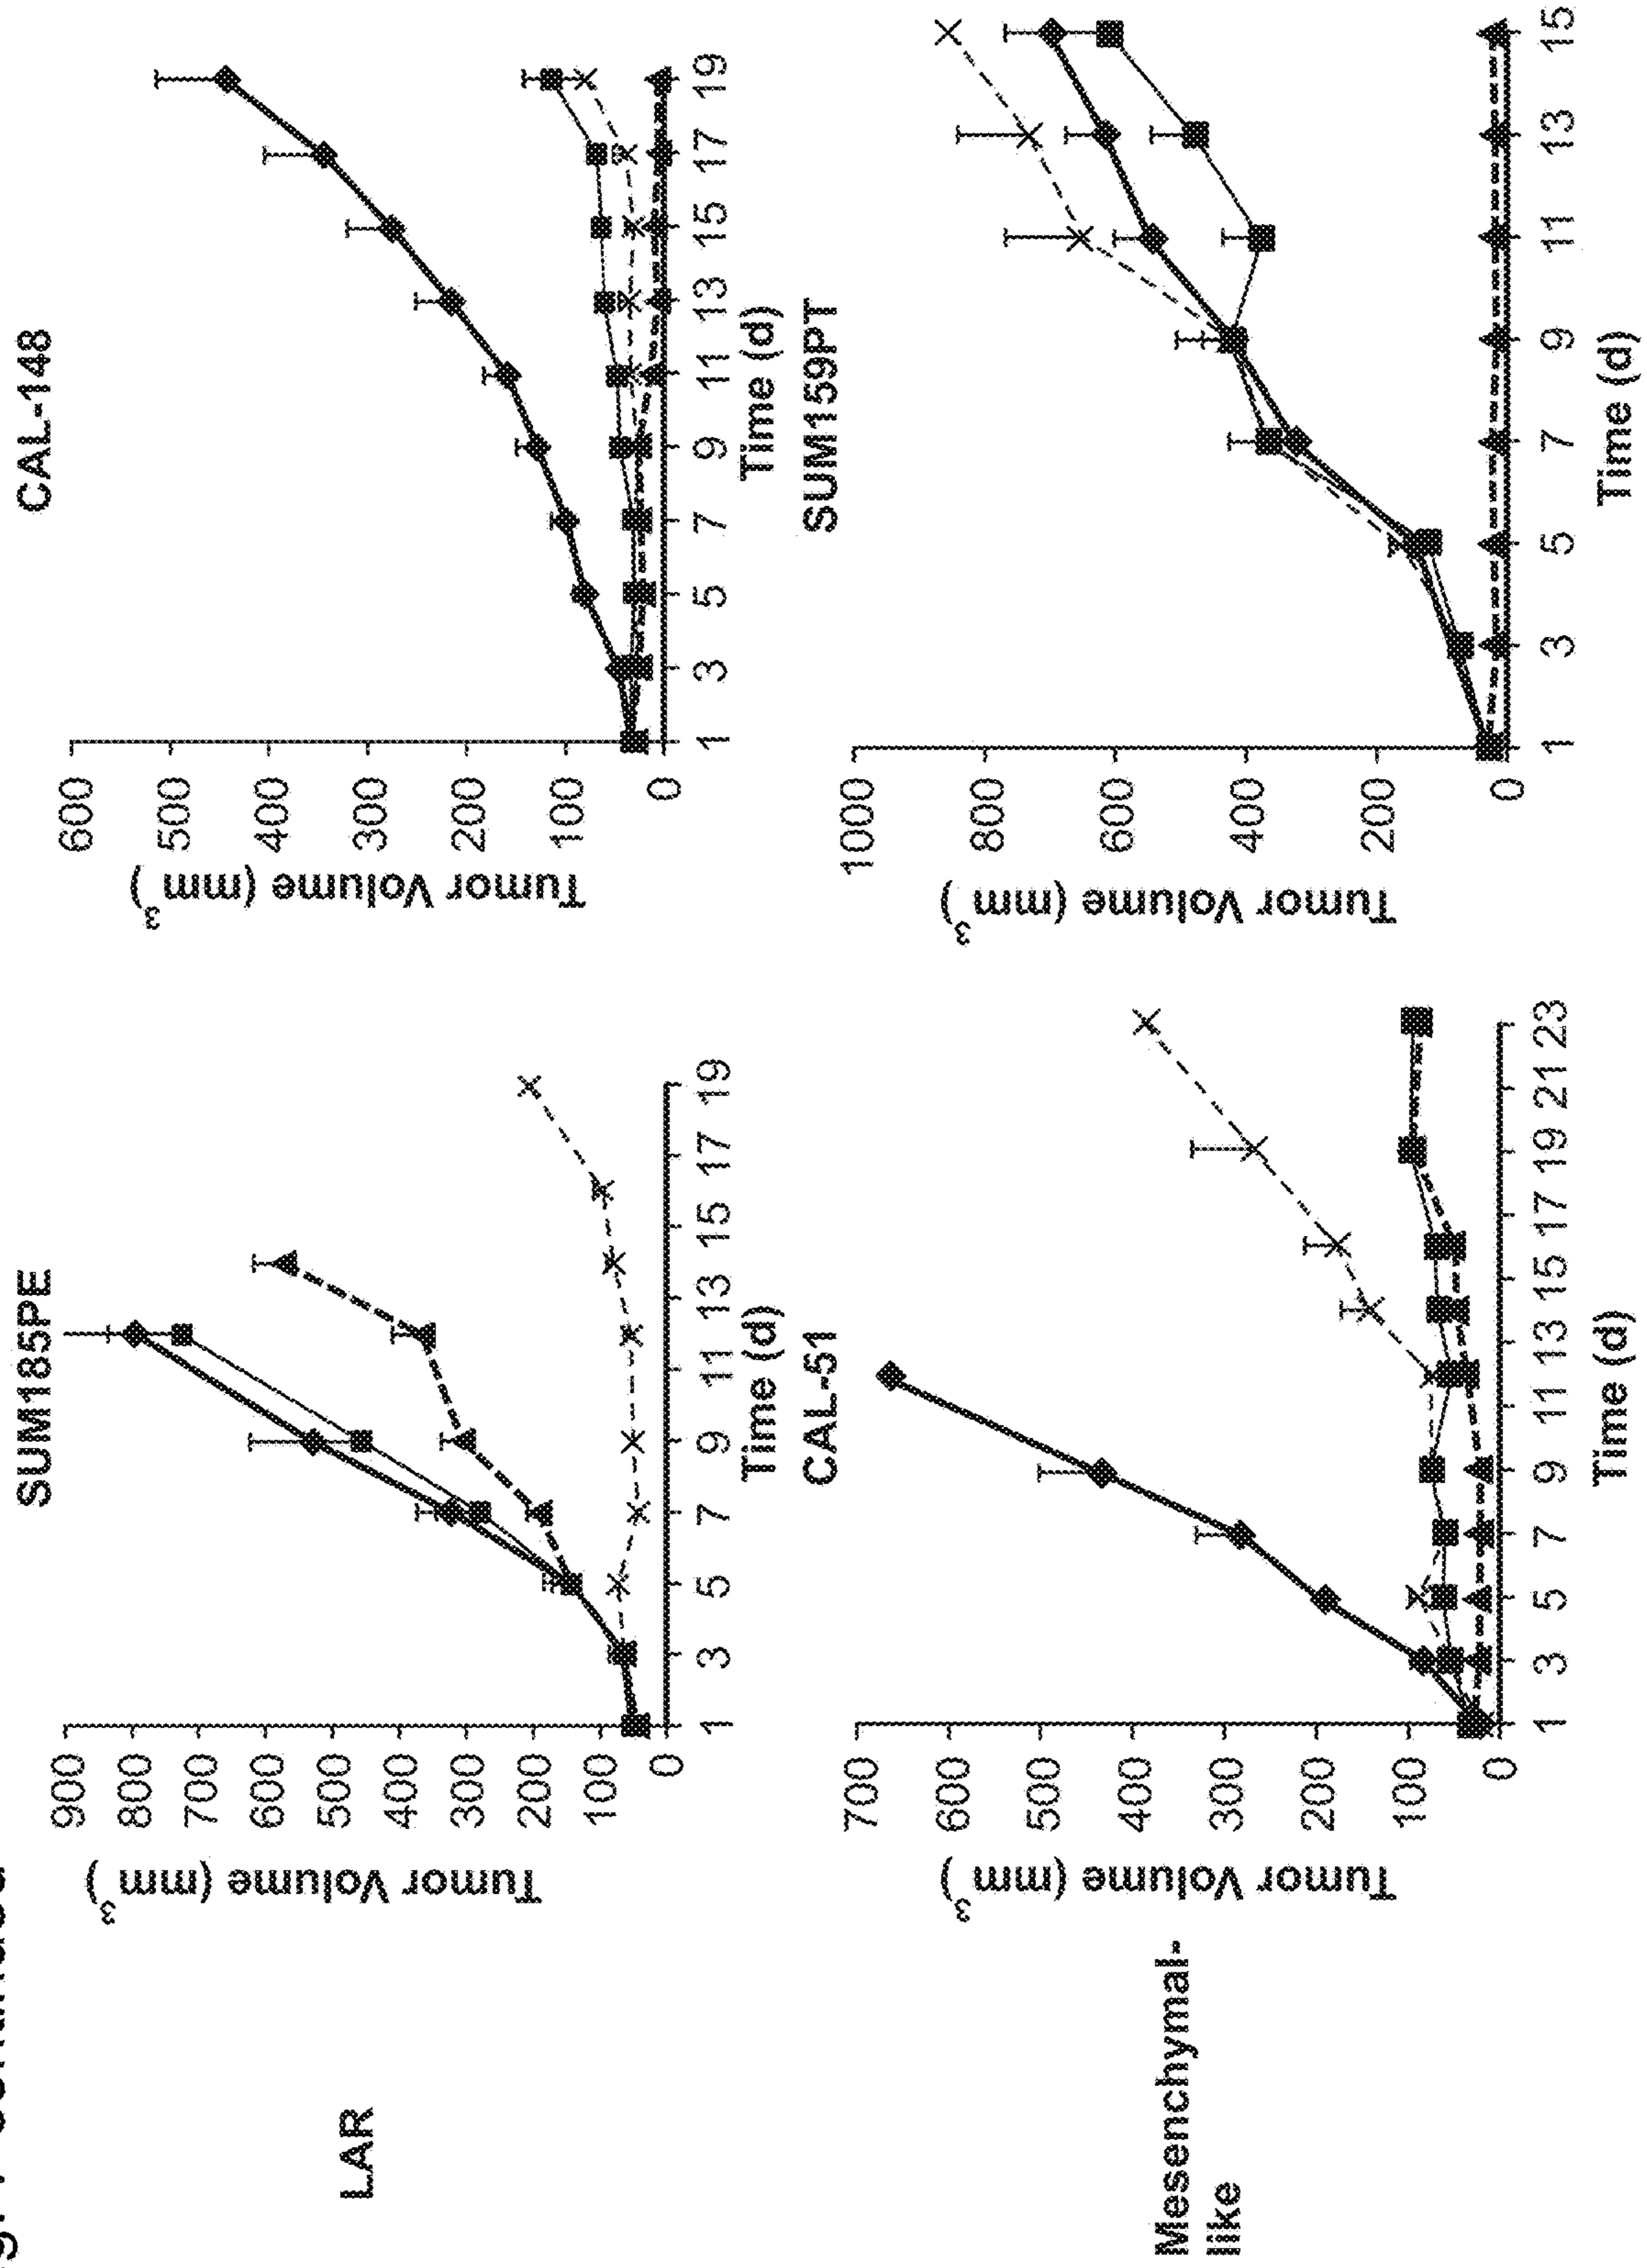 LAR
SUM185PE
Tumor Volume (mm³)
900
800
700
600
500
400
300
200
100
0
1 3 5 7 9 11 13 15 17 19
Time (d)
CAL-148
Tumor Volume (mm³)
600
500
400
300
200
100
0
1 3 5 7 9 11 13 15 17 19
Time (d)
Mesenchymal-
like
CAL-51
Tumor Volume (mm³)
700
600
500
400
300
200
100
0
1 3 5 7 9 11 13 15 17 19 21 23
Time (d)
SUM159PT
Tumor Volume (mm³)
1000
800
600
400
200
0
1 3 5 7 9 11 13 15
Time (d)